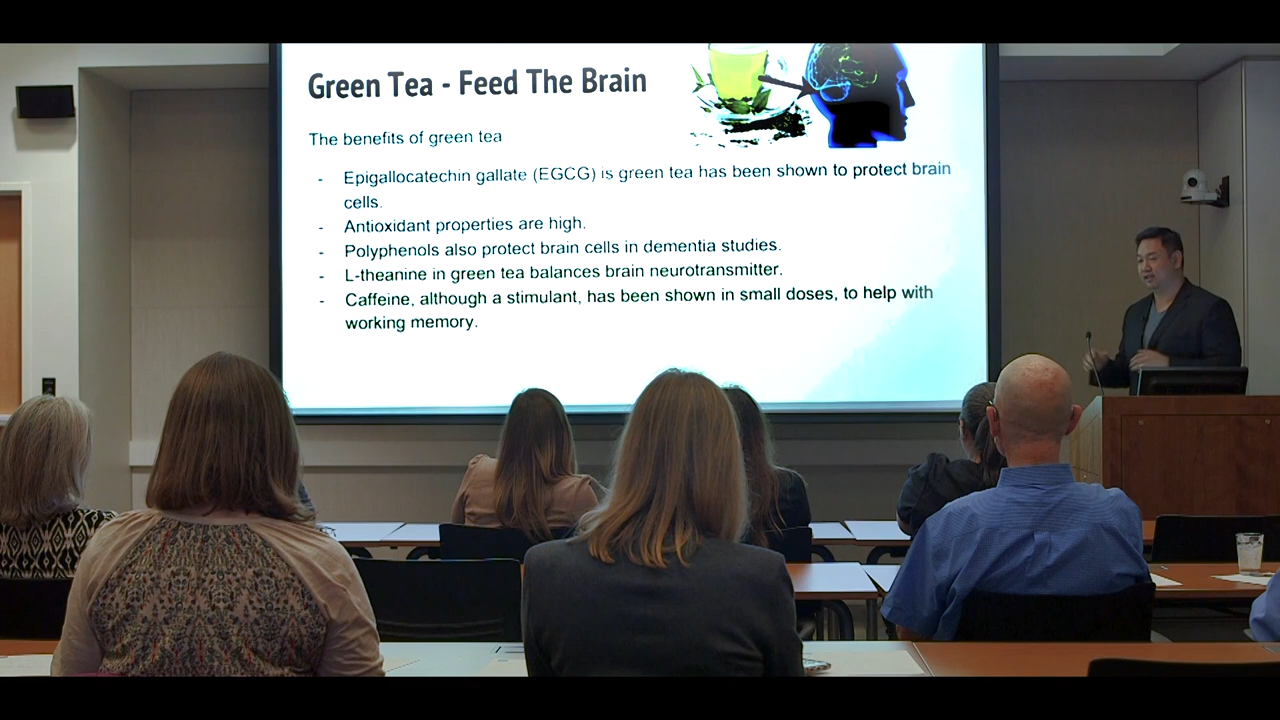 Green Tea - Feed The Brain
The benefits of green tea
- Epigallocatechin gallate (EGCG) is green tea has been shown to protect brain
cells.
- Antioxidant properties are high.
- Polyphenols also protect brain cells in dementia studies.
- L-theanine in green tea balances brain neurotransmitter.
- Caffeine, although a stimulant, has been shown in small doses, to help with
working memory.